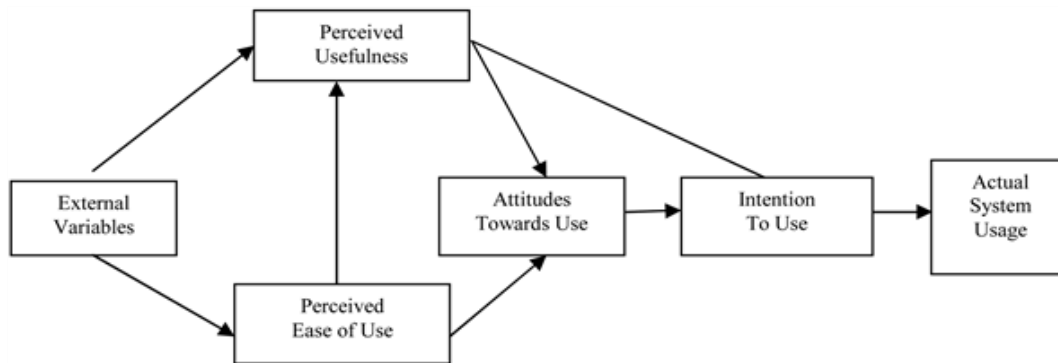 Perceived
Usefulness
External
Variables
Perceived
Ease of Use
Attitudes
Towards Use
Intention
To Use
Actual
System
Usage